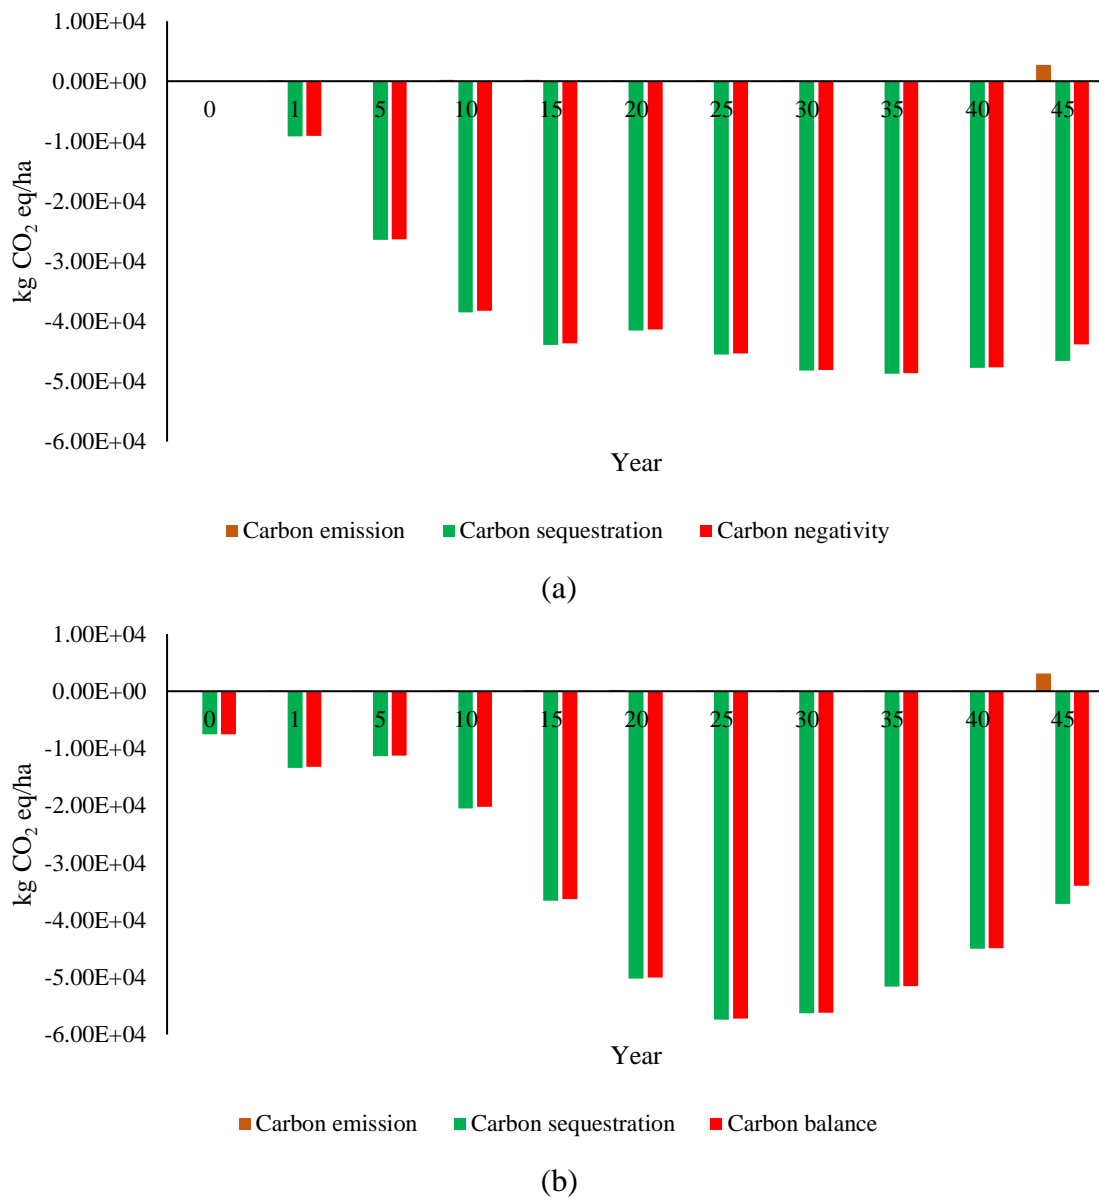 1.00E+04
0.00E+00
0 1 5 10 15 20 25 30 35 40 45
-1.00E+04
-2.00E+04
-3.00E+04
-4.00E+04
-5.00E+04
-6.00E+04
kg CO₂ eq/ha
Year
Carbon emission Carbon sequestration Carbon negativity
(a)
1.00E+04
0.00E+00
0 1 5 10 15 20 25 30 35 40 45
-1.00E+04
-2.00E+04
-3.00E+04
-4.00E+04
-5.00E+04
-6.00E+04
kg CO₂ eq/ha
Year
Carbon emission Carbon sequestration Carbon balance
(b)